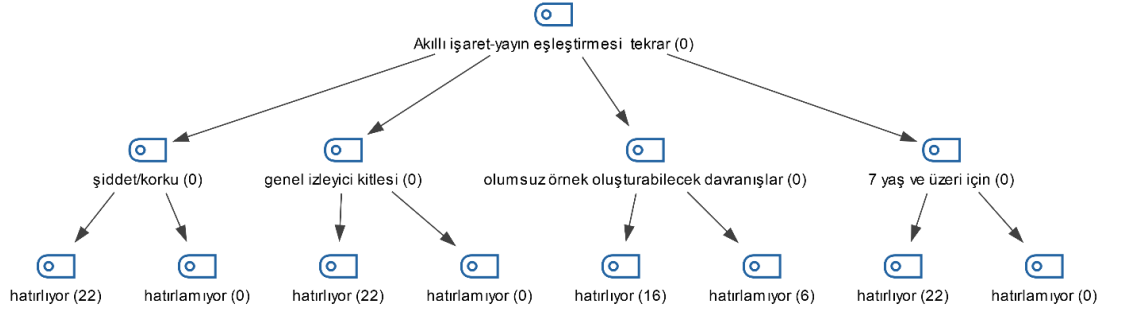 Akıllı işaret-yayın eşleştirmesi  tekrar (0)
şiddet/korku (0)
genel izleyici kitlesi (0)
olumsuz örnek oluşturabilecek davranışlar (0)
7 yaş ve üzeri için (0)
hatırlıyor (22)
hatırlamıyor (0)
hatırlıyor (22)
hatırlamıyor (0)
hatırlıyor (16)
hatırlamıyor (6)
hatırlıyor (22)
hatırlamıyor (0)